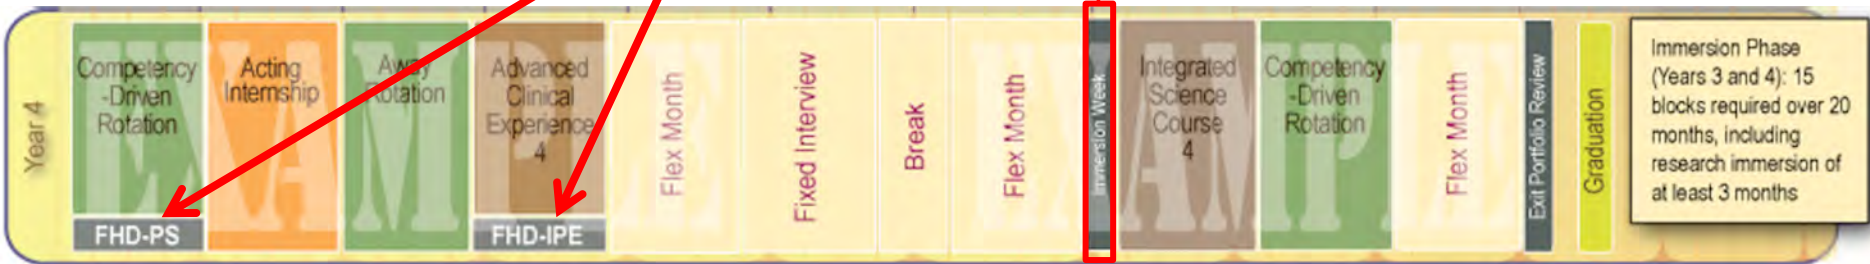 Year 4
Competency
-Driven
Rotation
FHD-PS
Acting
Internship
Away
Rotation
Advanced
Clinical
Experience
4
FHD-IPE
Flex Month
Fixed Interview
Break
Flex Month
Immersion Week
Integrated
Science
Course
4
Competency
-Driven
Rotation
Flex Month
Exit Portfolio Review
Graduation
Immersion Phase
(Years 3 and 4): 15
blocks required over 20
months, including
research immersion of
at least 3 months
EXAMPLE
EXAMPLE